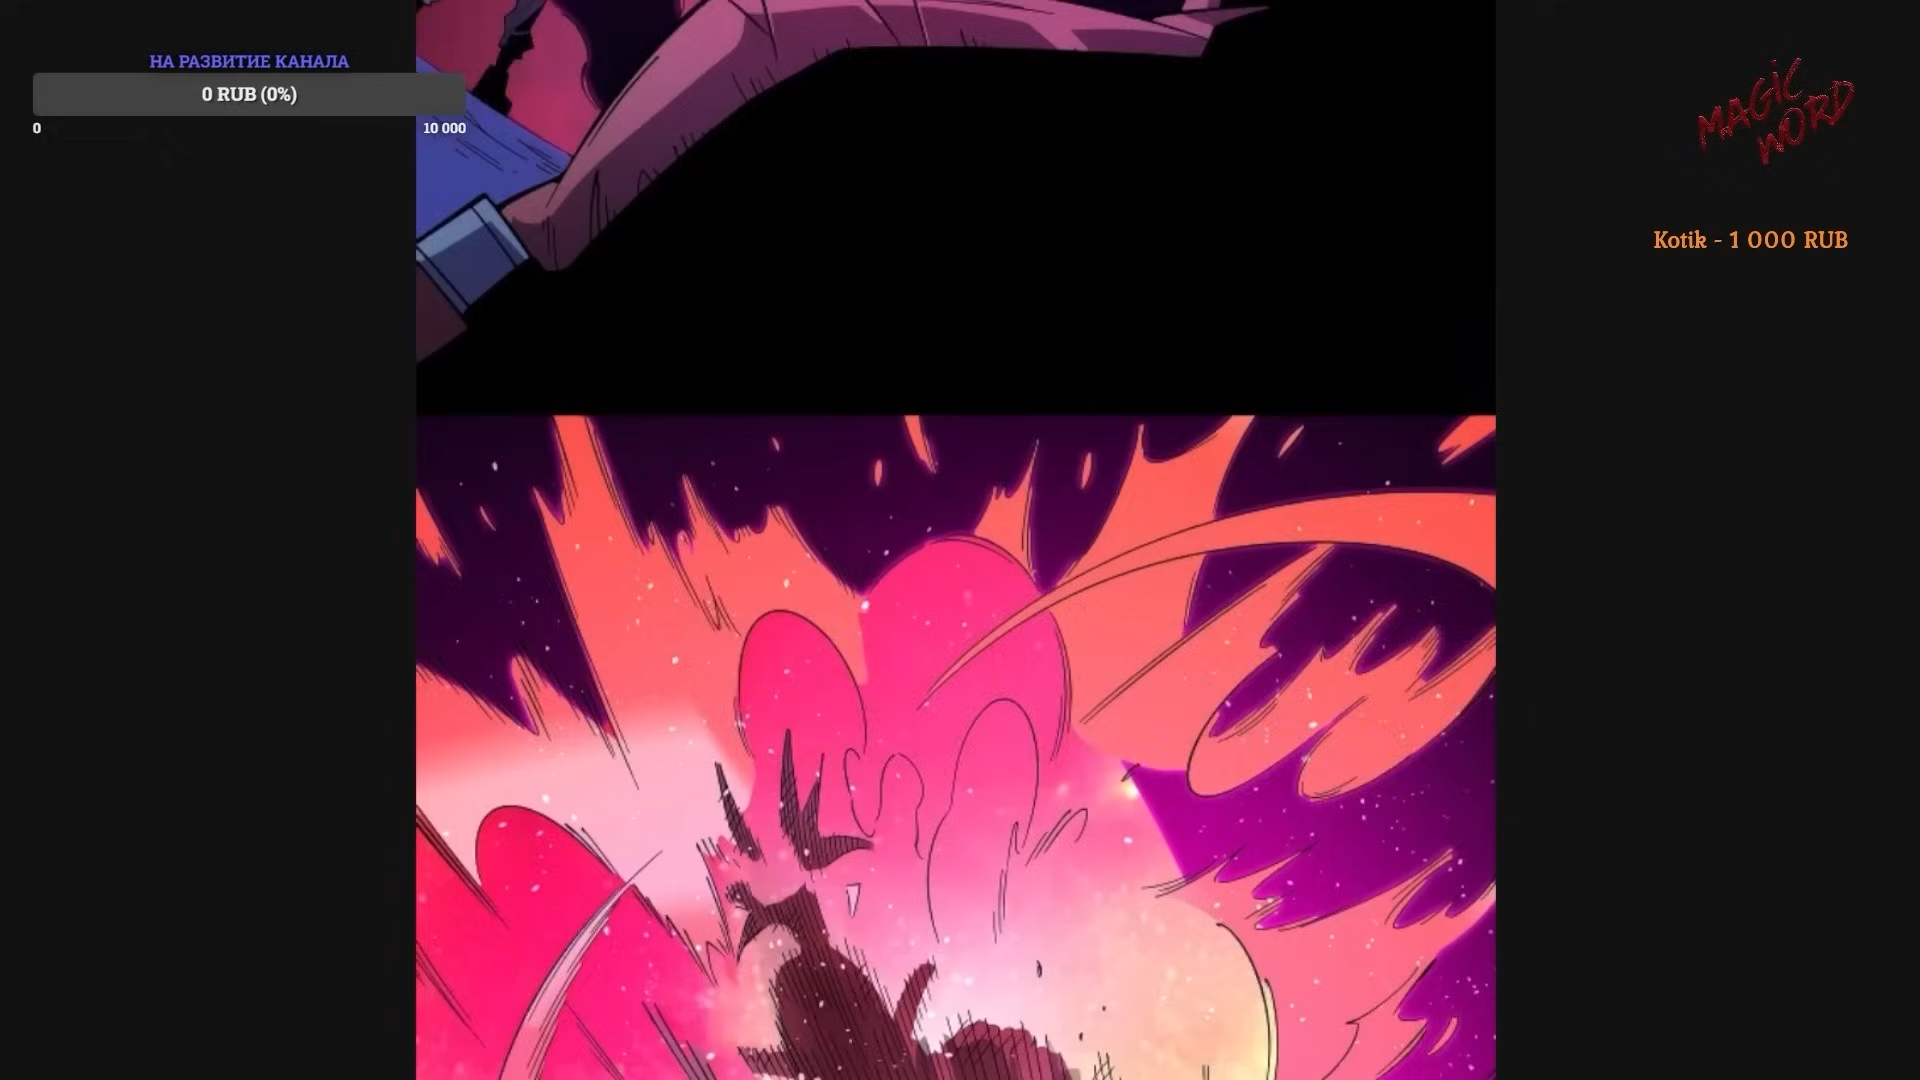 НА РАЗВИТИЕ КАНАЛА
0 RUB (0%)
0
10 000
MAGIC
WORD
Kotik - 1 000 RUB